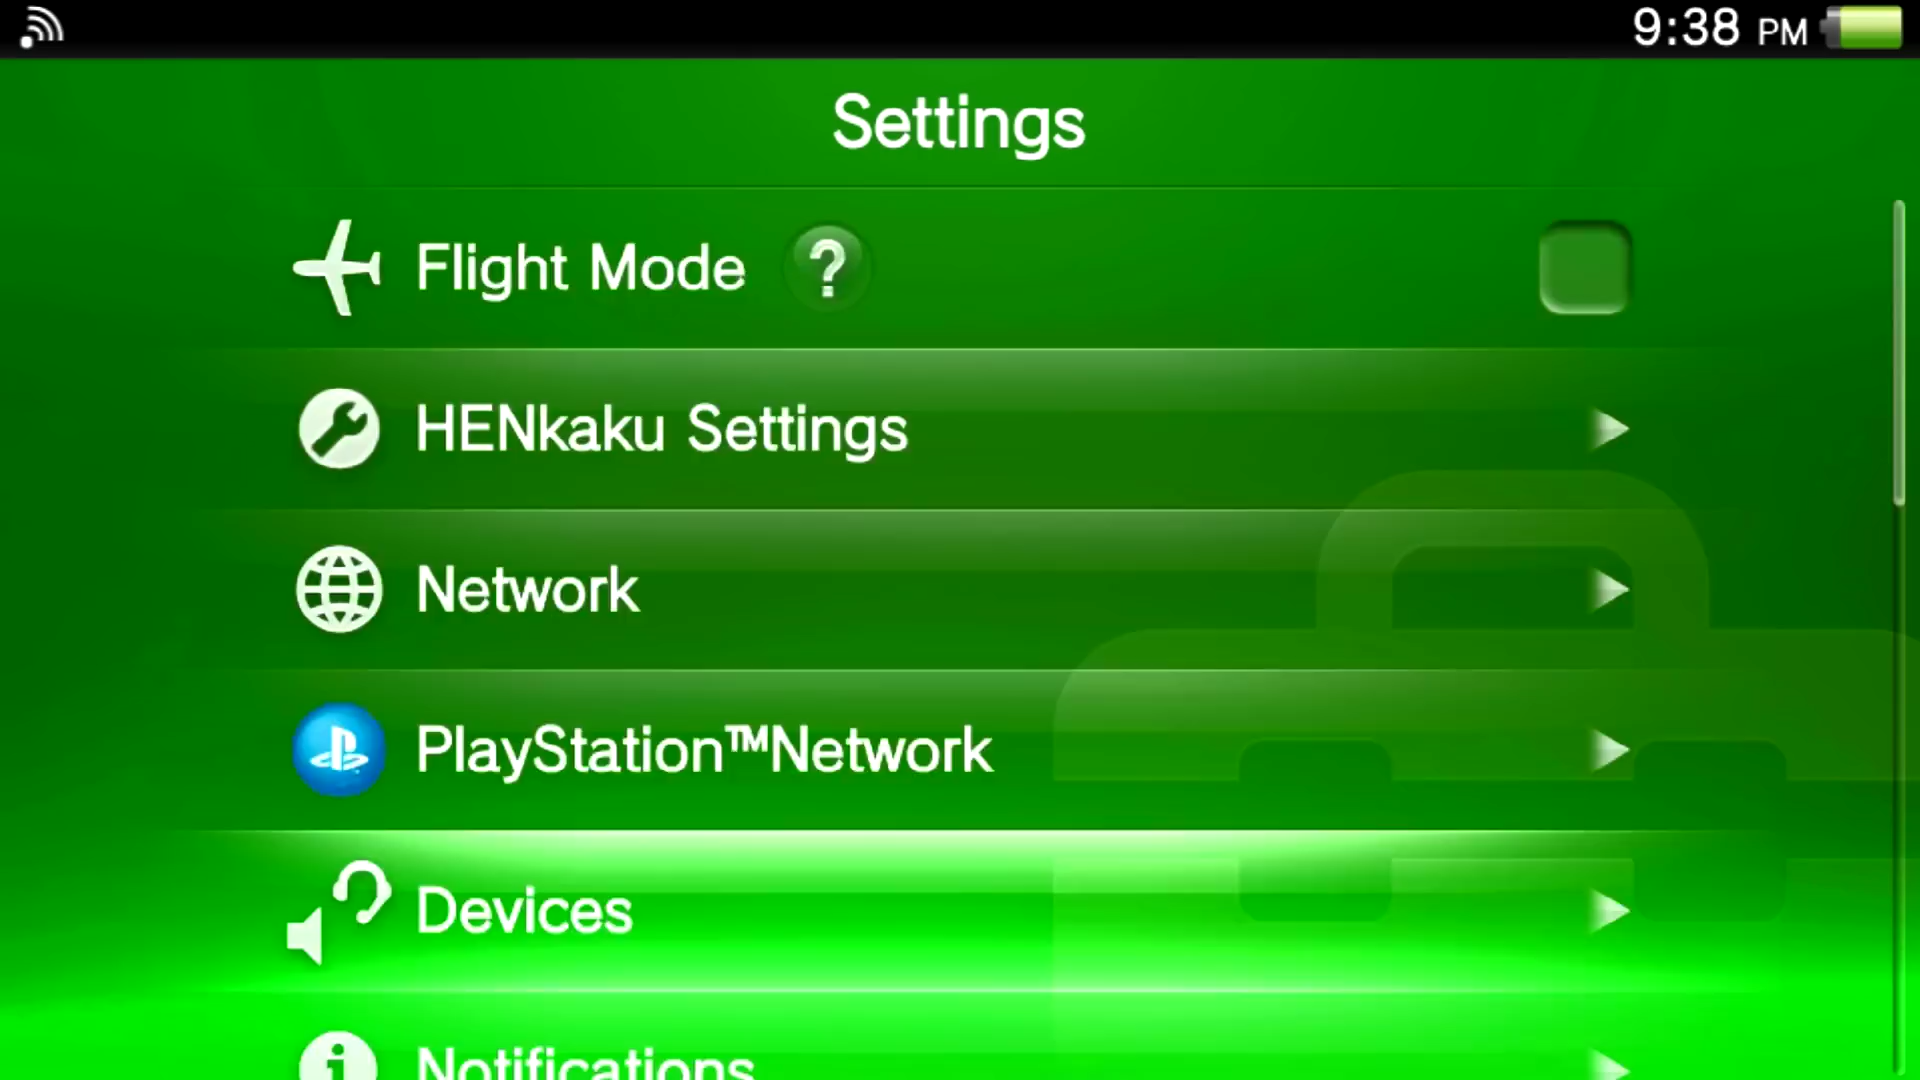 9:38 PM
Settings
Flight Mode ?
HENkaku Settings
Network
PlayStation™Network
Devices
Notifications